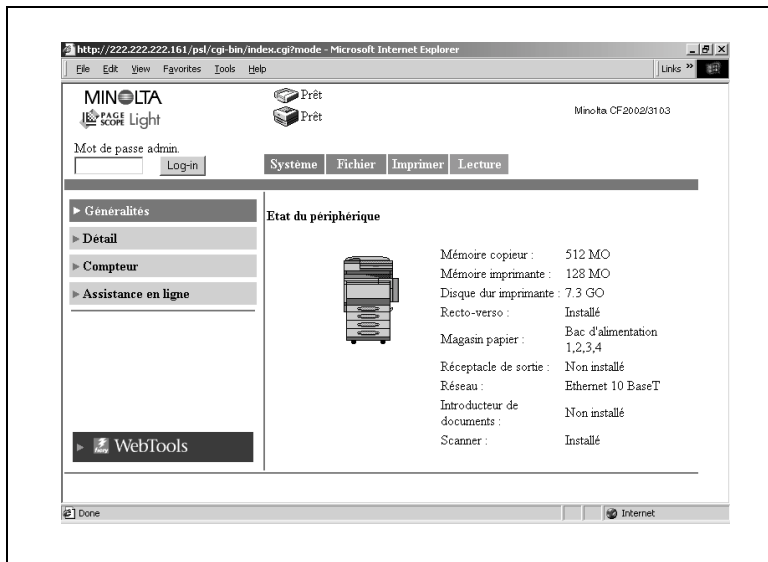 http://222.222.222.161/psl/cgi-bin/index.cgi?mode - Microsoft Internet Explorer
File Edit View Favorites Tools Help
Links »
MINOLTA
PAGE SCOPE Light
Prêt
Prêt
Minolta CF2002/3103
Mot de passe admin.
Log-in
Système Fichier Imprimer Lecture
Généralités
Détail
Compteur
Assistance en ligne
fiery WebTools
Etat du périphérique
Mémoire copieur : 512 MO
Mémoire imprimante : 128 MO
Disque dur imprimante : 7.3 GO
Recto-verso : Installé
Magasin papier : Bac d'alimentation 1,2,3,4
Réceptacle de sortie : Non installé
Réseau : Ethernet 10 BaseT
Introducteur de documents : Non installé
Scanner : Installé
Done
Internet